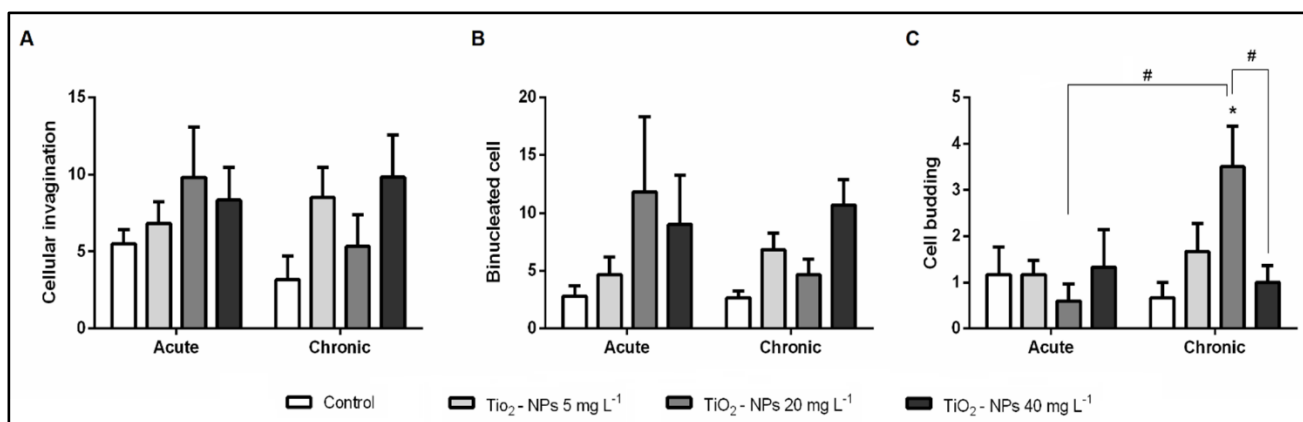 A
Cellular invagination
15
10
5
0
Acute
Chronic
B
Binucleated cell
20
15
10
5
0
Acute
Chronic
C
Cell budding
5
4
3
2
1
0
#
#
*
Acute
Chronic
Control
Tio₂ - NPs 5 mg L⁻¹
TiO₂ - NPs 20 mg L⁻¹
TiO₂ - NPs 40 mg L⁻¹